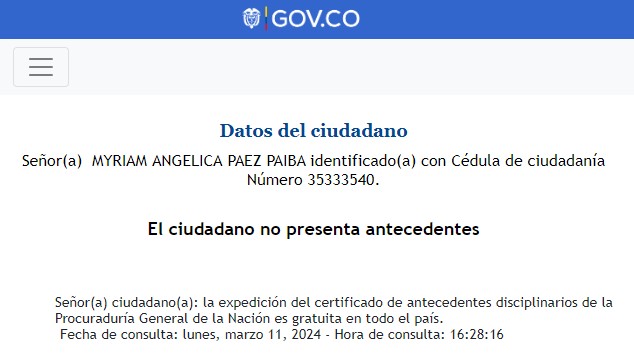 GOV.CO
Datos del ciudadano
Señor(a)  MYRIAM ANGELICA PAEZ PAIBA identificado(a) con Cédula de ciudadanía
Número 35333540.
El ciudadano no presenta antecedentes
Señor(a) ciudadano(a): la expedición del certificado de antecedentes disciplinarios de la
Procuraduría General de la Nación es gratuita en todo el país.
Fecha de consulta: lunes, marzo 11, 2024 - Hora de consulta: 16:28:16